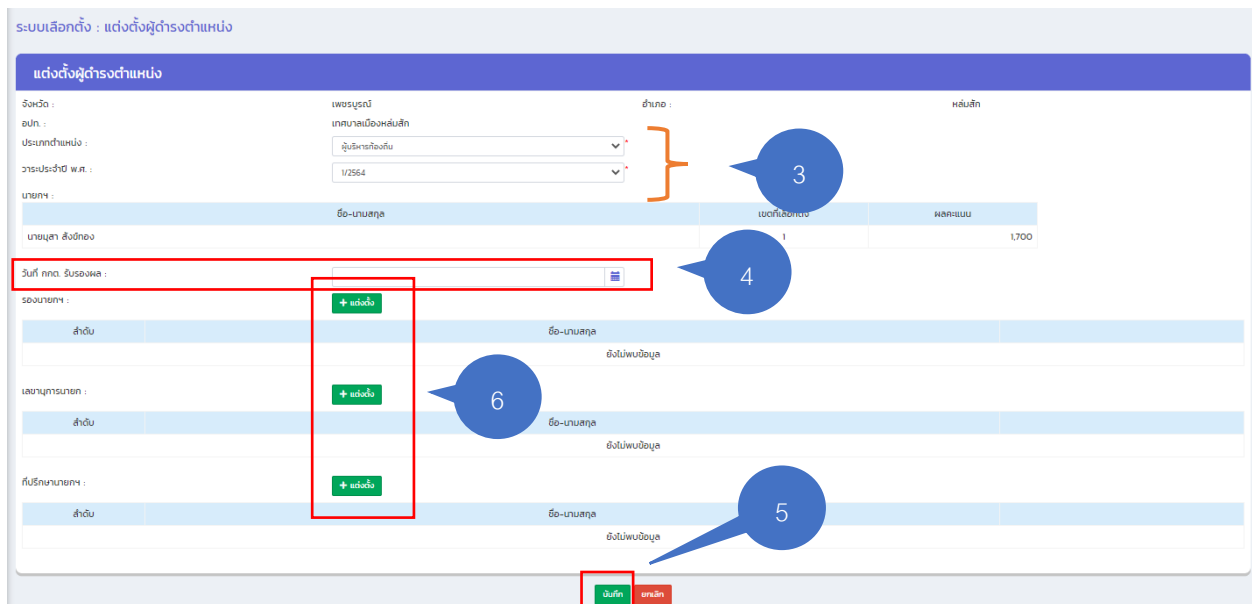 ระบบเลือกตั้ง : แต่งตั้งผู้ดำรงตำแหน่ง
แต่งตั้งผู้ดำรงตำแหน่ง
จังหวัด : เพชรบูรณ์ อำเภอ : หล่มสัก
อปท. : เทศบาลเมืองหล่มสัก
ประเภทตำแหน่ง : ผู้บริหารท้องถิ่น *
วาระประจำปี พ.ศ. : 1/2564 *
3
นายกฯ :
ชื่อ-นามสกุล เขตที่เลือกตั้ง ผลคะแนน
นายมุสา สังข์ทอง 1 1,700
วันที่ กกต. รับรองผล :
4
รองนายกฯ : + แต่งตั้ง
ลำดับ ชื่อ-นามสกุล
ยังไม่พบข้อมูล
เลขานุการนายก : + แต่งตั้ง
6
ลำดับ ชื่อ-นามสกุล
ยังไม่พบข้อมูล
ที่ปรึกษานายกฯ : + แต่งตั้ง
ลำดับ ชื่อ-นามสกุล
5
ยังไม่พบข้อมูล
บันทึก ยกเลิก